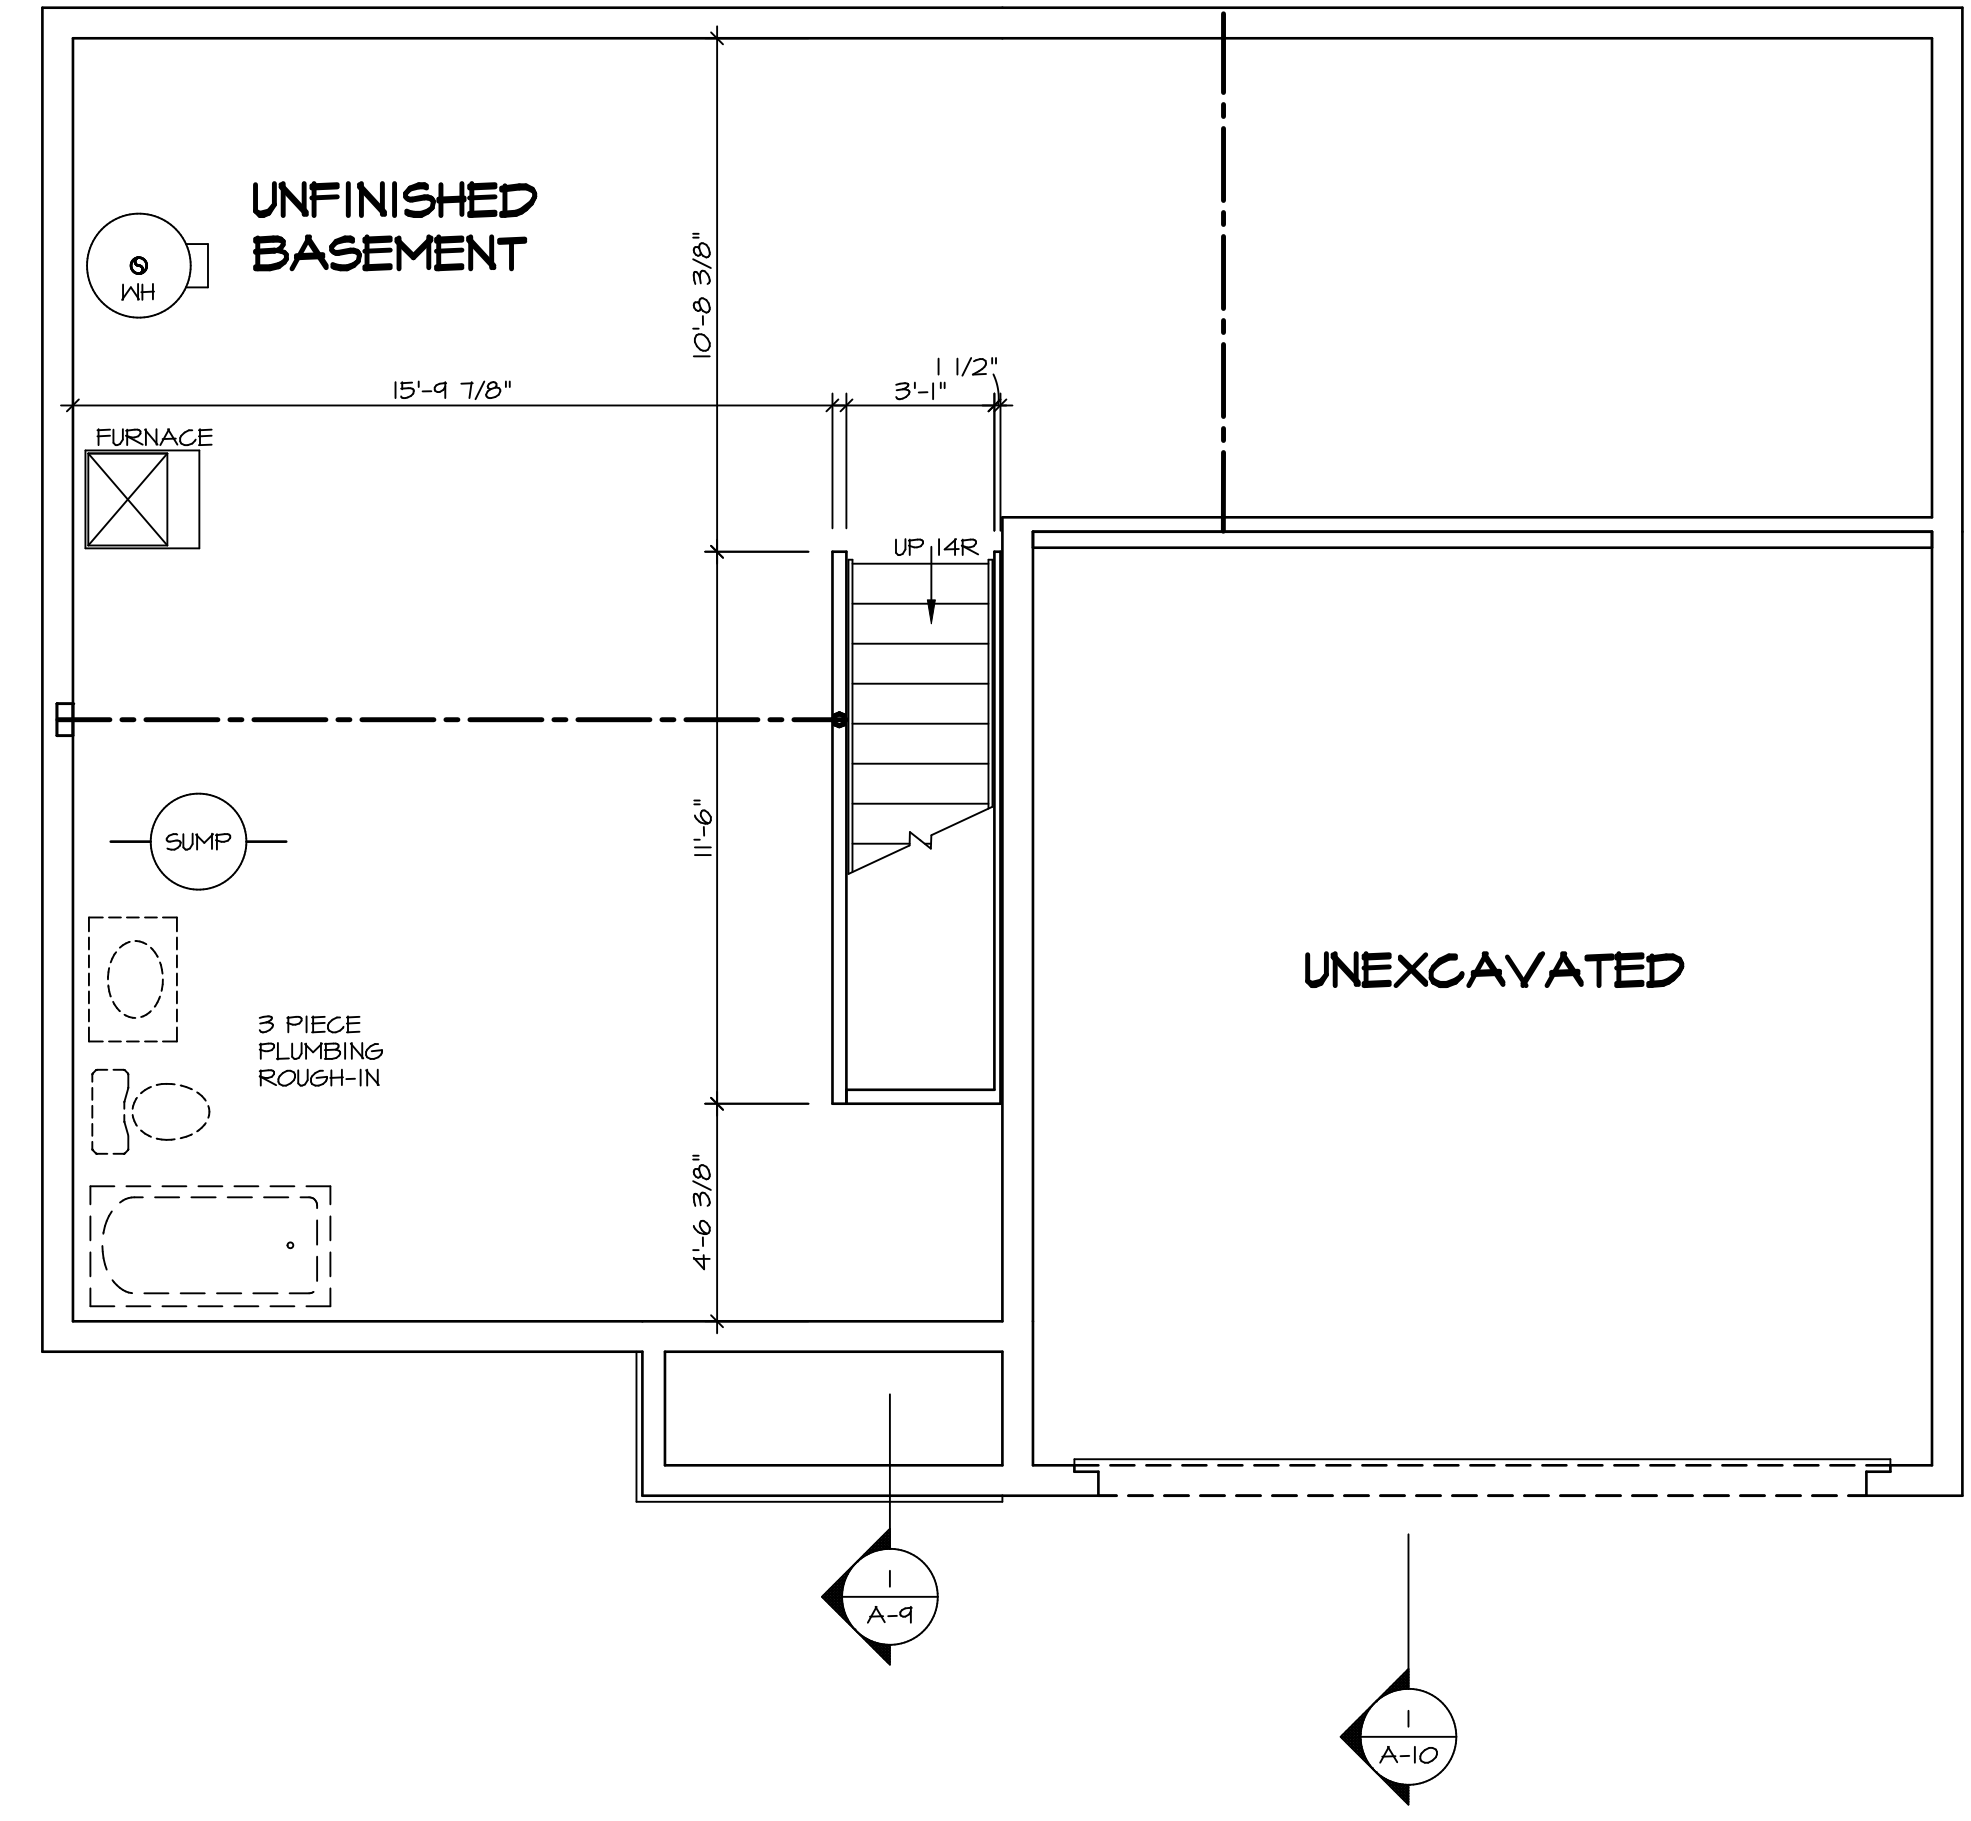 UNFINISHED
BASEMENT
WH
10'-8 3/8"
1 1/2"
15'-9 7/8"
3'-1"
FURNACE
UP 14R
11'-6"
SUMP
UNEXCAVATED
3 PIECE
PLUMBING
ROUGH-IN
4'-6 3/8"
1
A-9
1
A-10